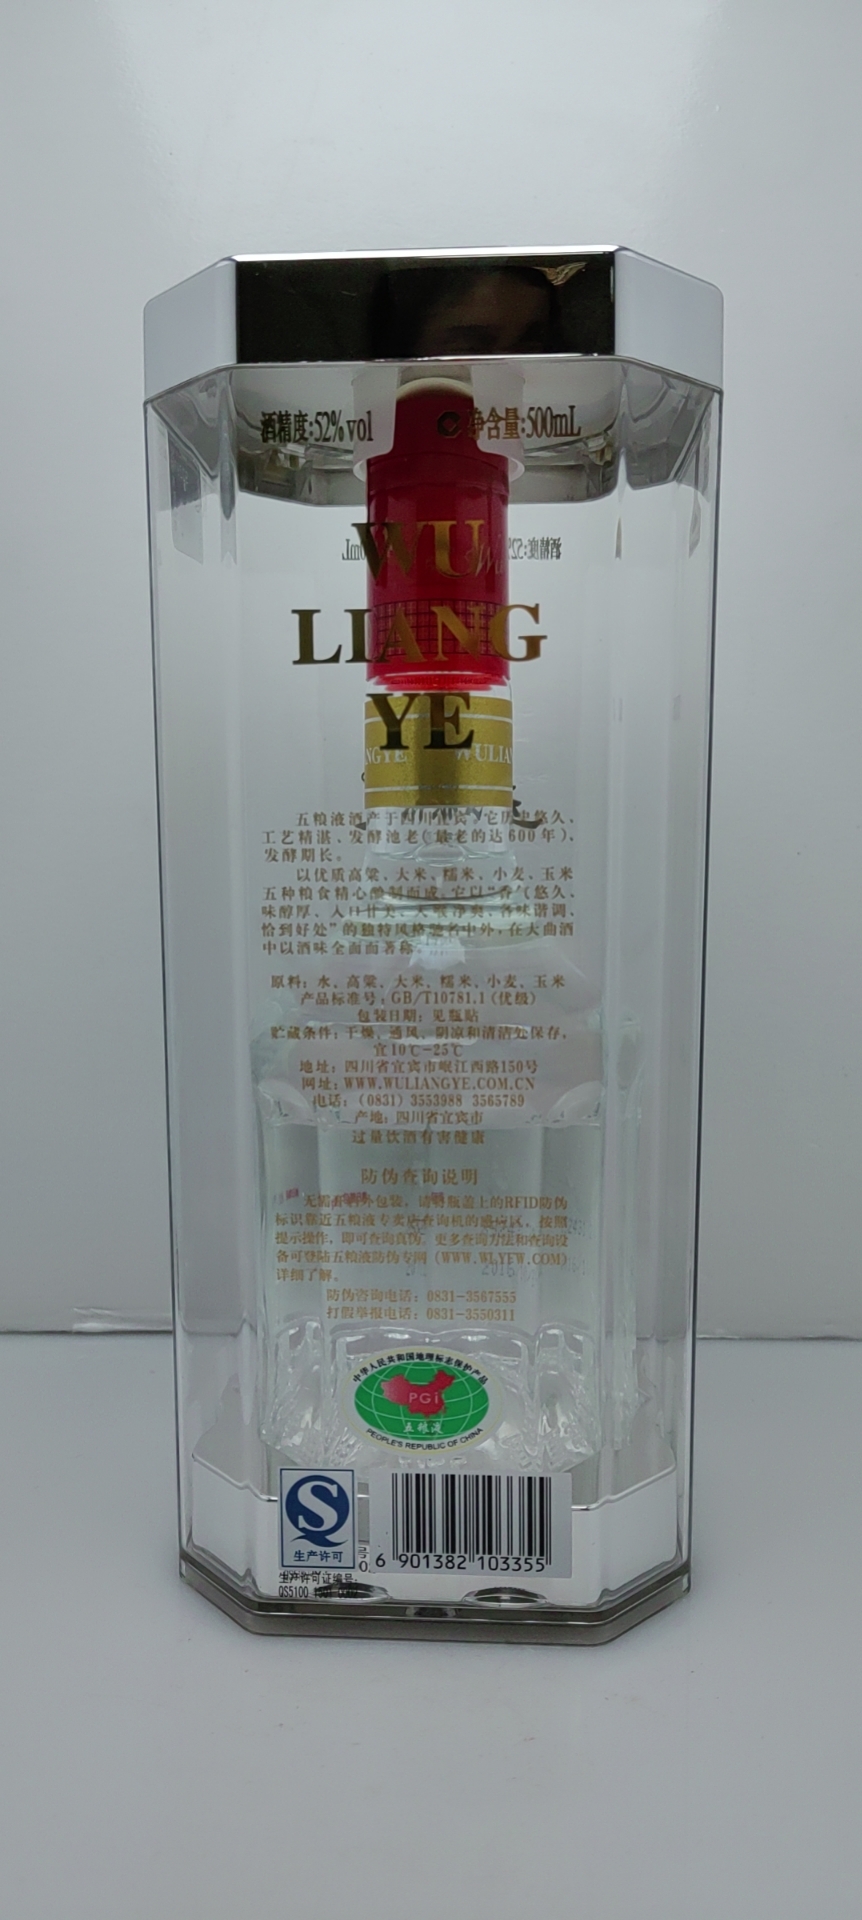 酒精度:52%vol
净含量:500mL
WU
LIANG
YE
五粮液酒产于四川宜宾，它历史悠久、
工艺精湛、发酵池老(最老的达600年)、
发酵期长。
以优质高粱、大米、糯米、小麦、玉米
五种粮食精心酿制而成，它以“香气悠久、
味醇厚、入口甘美、入喉净爽、各味谐调、
恰到好处”的独特风格驰名中外，在大曲酒
中以酒味全面而著称。
原料：水、高粱、大米、糯米、小麦、玉米
产品标准号：GB/T10781.1(优级)
包装日期：见瓶贴
贮藏条件：干燥、通风、阴凉和清洁处保存，
宜10℃-25℃
地址：四川省宜宾市岷江西路150号
网址：WWW.WULIANGYE.COM.CN
电话：(0831) 3553988 3565789
产地：四川省宜宾市
过量饮酒有害健康
防伪查询说明
无需开启外包装，请将瓶盖上的RFID防伪
标识靠近五粮液专卖店查询机的感应区，按照
提示操作，即可查询真伪。更多查询方法和查询设
备可登陆五粮液防伪专网(WWW.WLYFW.COM)
详细了解。
防伪咨询电话：0831-3567555
打假举报电话：0831-3550311
中华人民共和国地理标志保护产品
PGI
五粮液
PEOPLE'S REPUBLIC OF CHINA
生产许可
生产许可证编号:
QS5100
6 901382 103355